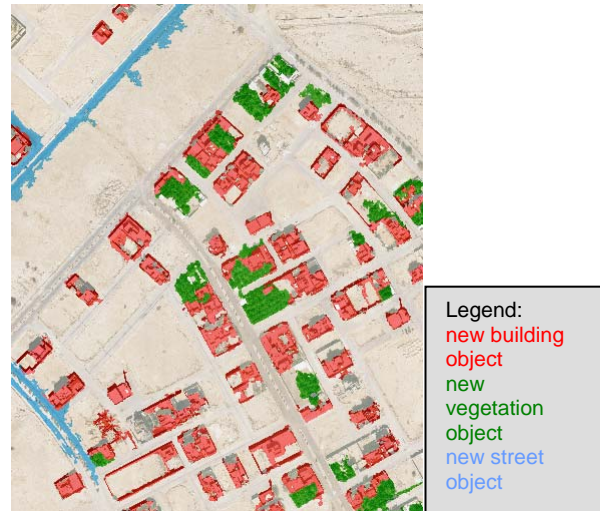 Legend:
new building
object
new
vegetation
object
new street
object